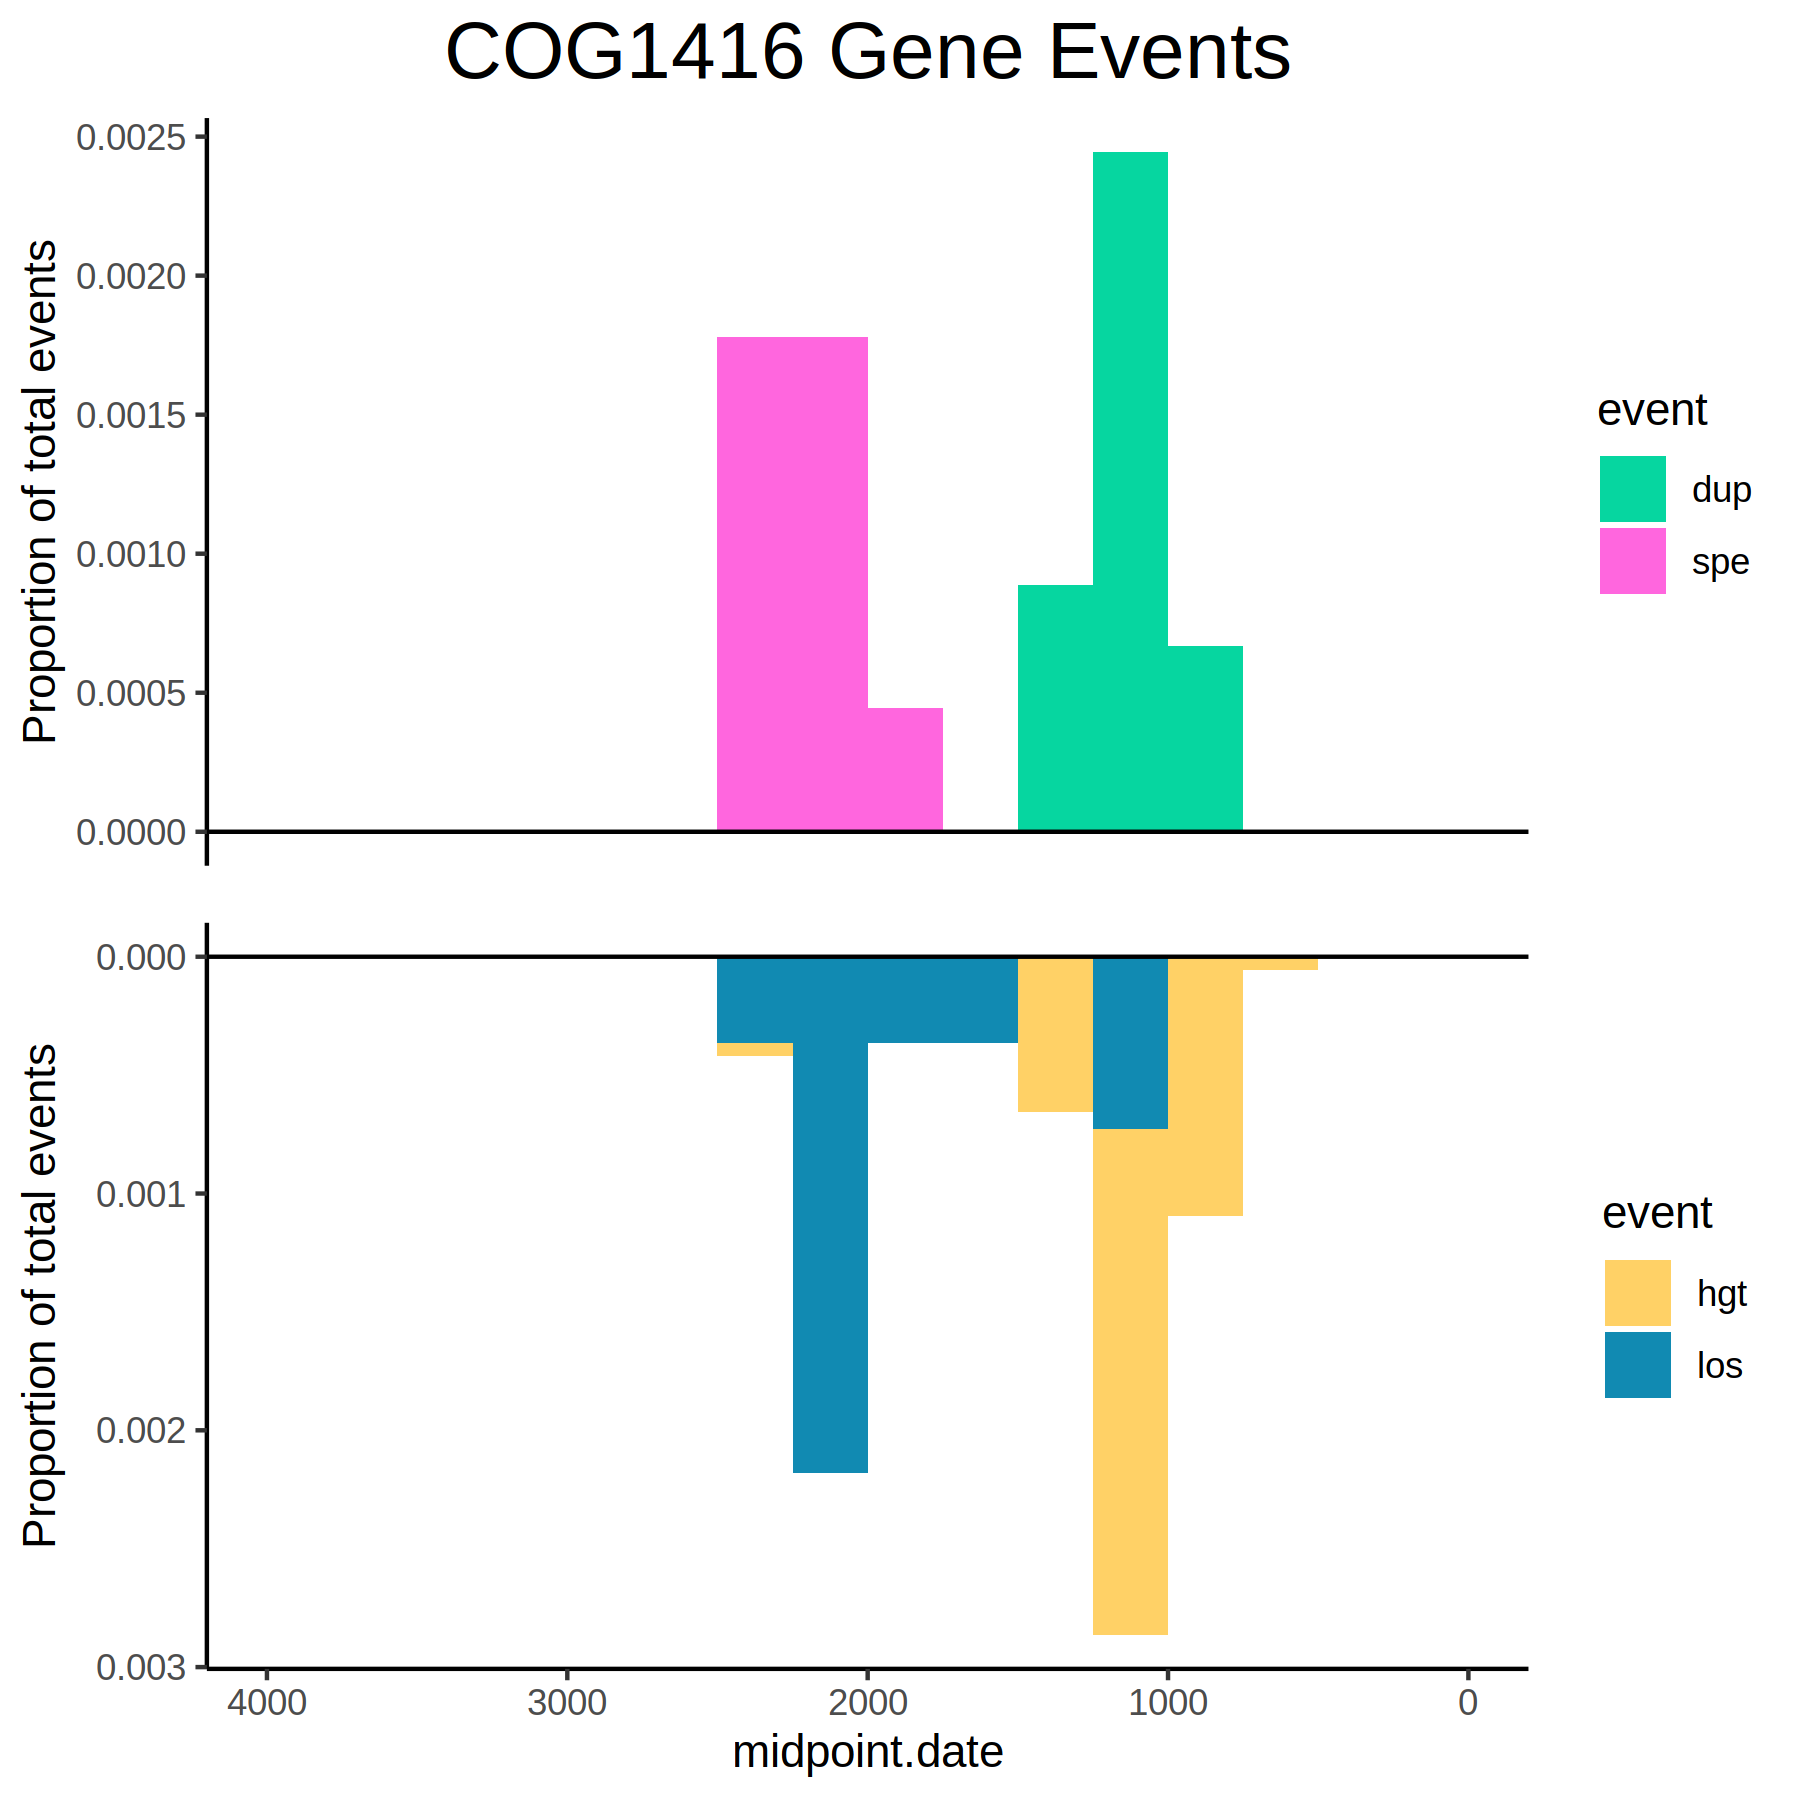 COG1416 Gene Events
Proportion of total events
0.0025
0.0020
0.0015
0.0010
0.0005
0.0000
event
dup
spe
Proportion of total events
0.000
0.001
0.002
0.003
event
hgt
los
4000 3000 2000 1000 0
midpoint.date